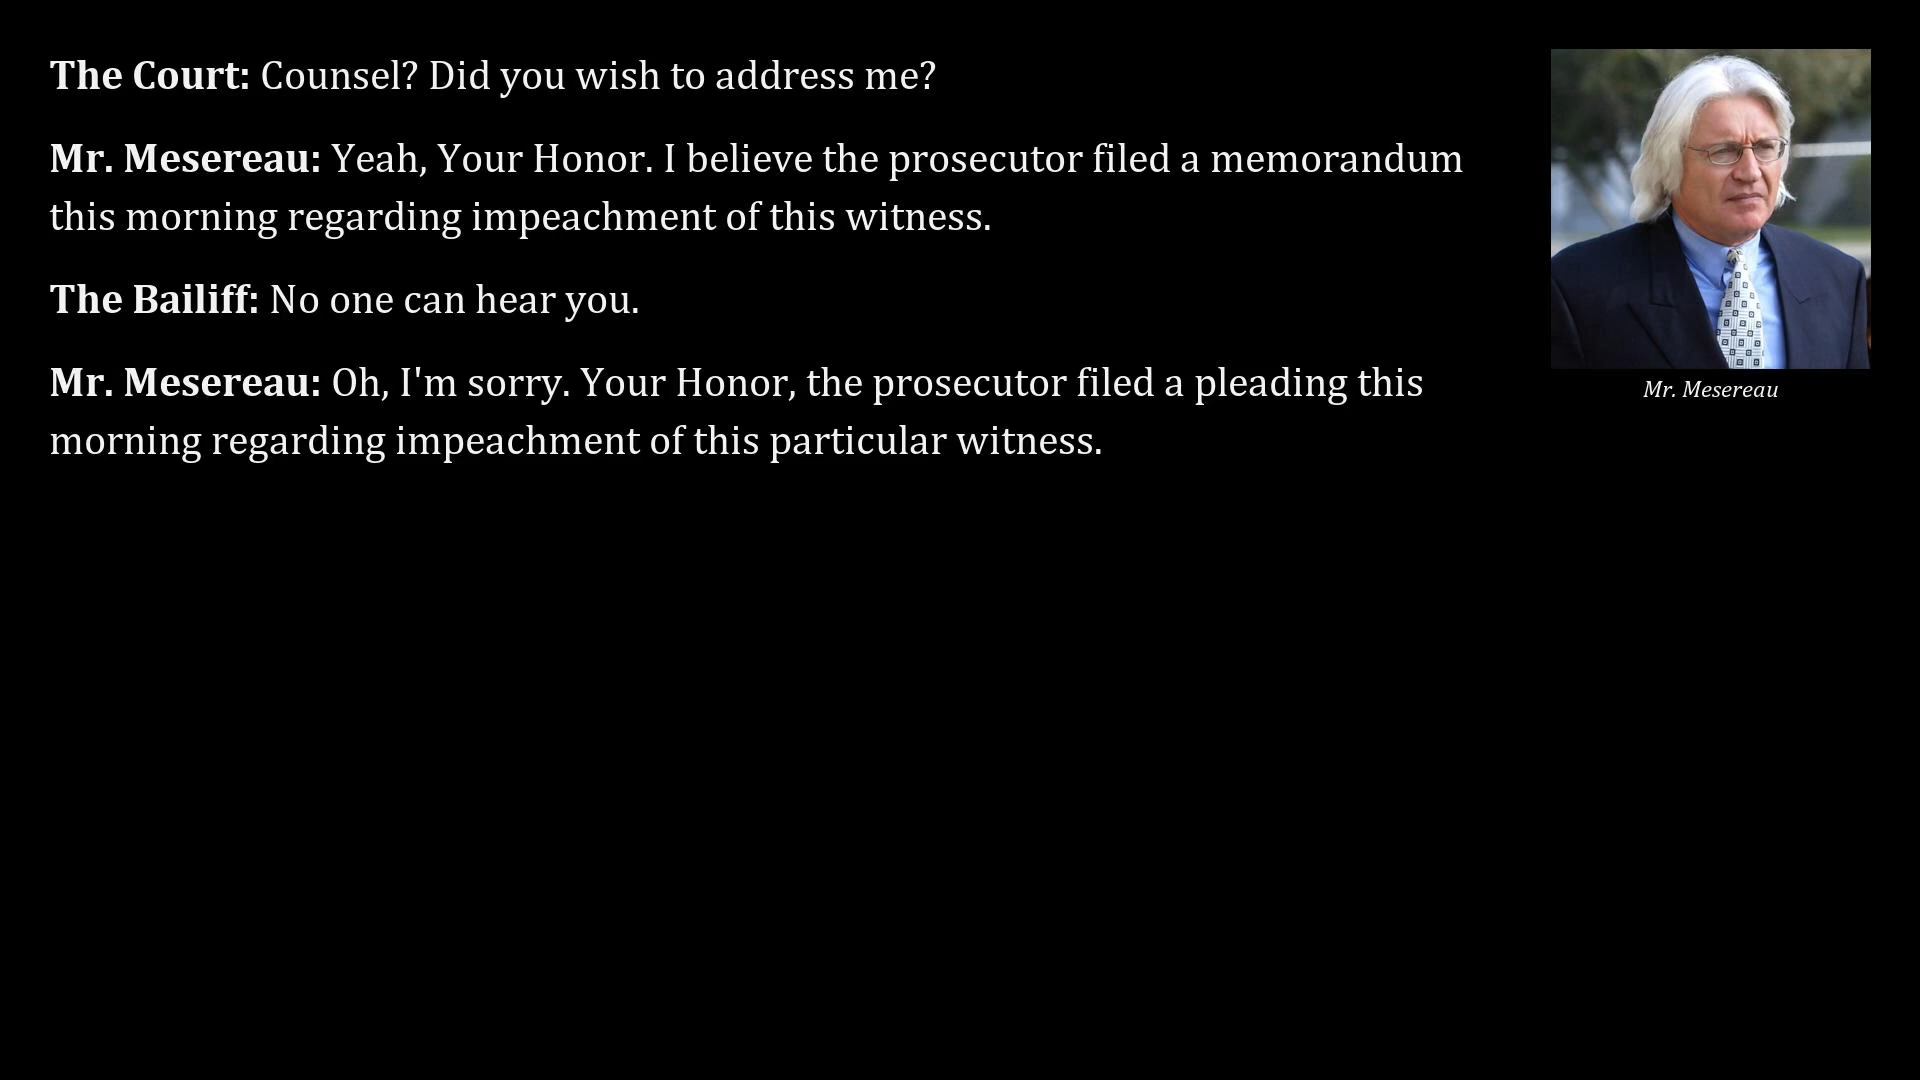 The Court: Counsel? Did you wish to address me?
Mr. Mesereau: Yeah, Your Honor. I believe the prosecutor filed a memorandum
this morning regarding impeachment of this witness.
The Bailiff: No one can hear you.
Mr. Mesereau: Oh, I'm sorry. Your Honor, the prosecutor filed a pleading this
morning regarding impeachment of this particular witness.
Mr. Mesereau